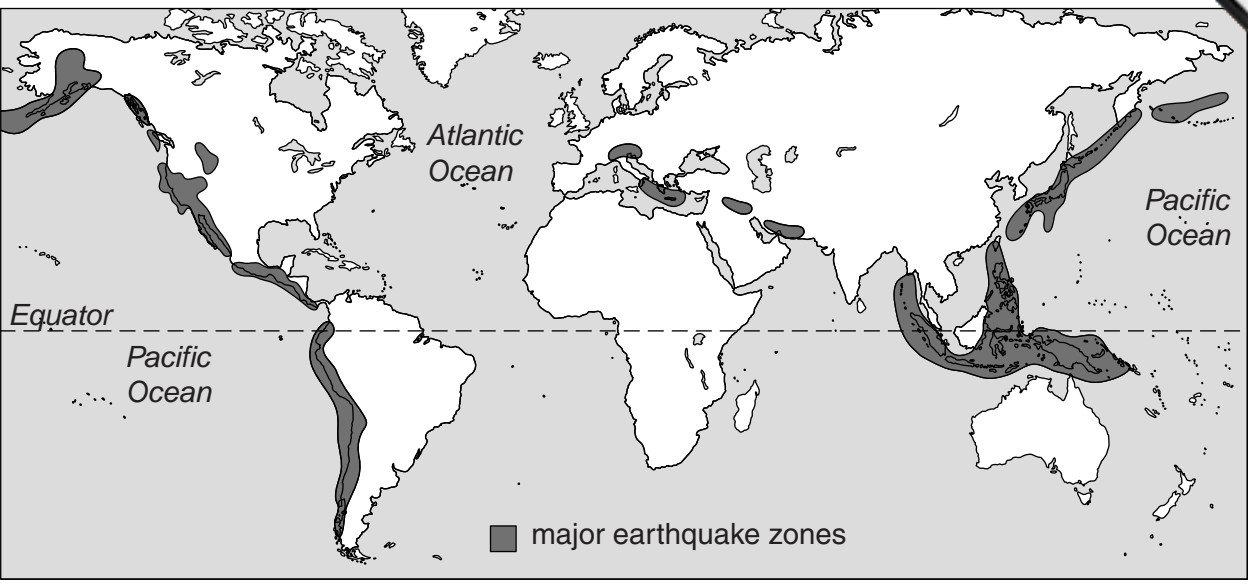 Atlantic
Ocean
Pacific
Ocean
Equator
Pacific
Ocean
major earthquake zones